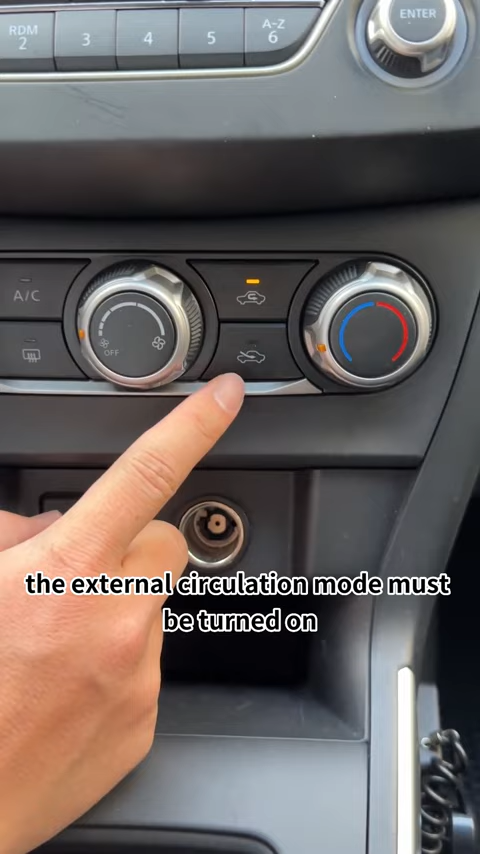 RDM
2
3
4
5
A-Z
6
ENTER
A/C
OFF
the external circulation mode must
be turned on